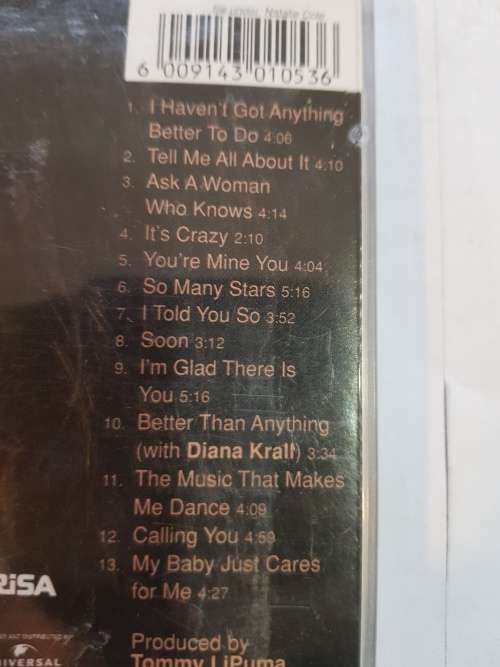 file under: Natalie Cole
6 009143 010536
1. I Haven't Got Anything
Better To Do 4:06
2. Tell Me All About It 4:10
3. Ask A Woman
Who Knows 4:14
4. It's Crazy 2:10
5. You're Mine You 4:04
6. So Many Stars 5:16
7. I Told You So 3:52
8. Soon 3:12
9. I'm Glad There Is
You 5:16
10. Better Than Anything
(with Diana Krall) 3:34
11. The Music That Makes
Me Dance 4:09
12. Calling You 4:59
13. My Baby Just Cares
for Me 4:27
RiSA
UNIVERSAL
Produced by
Tommy LiPuma